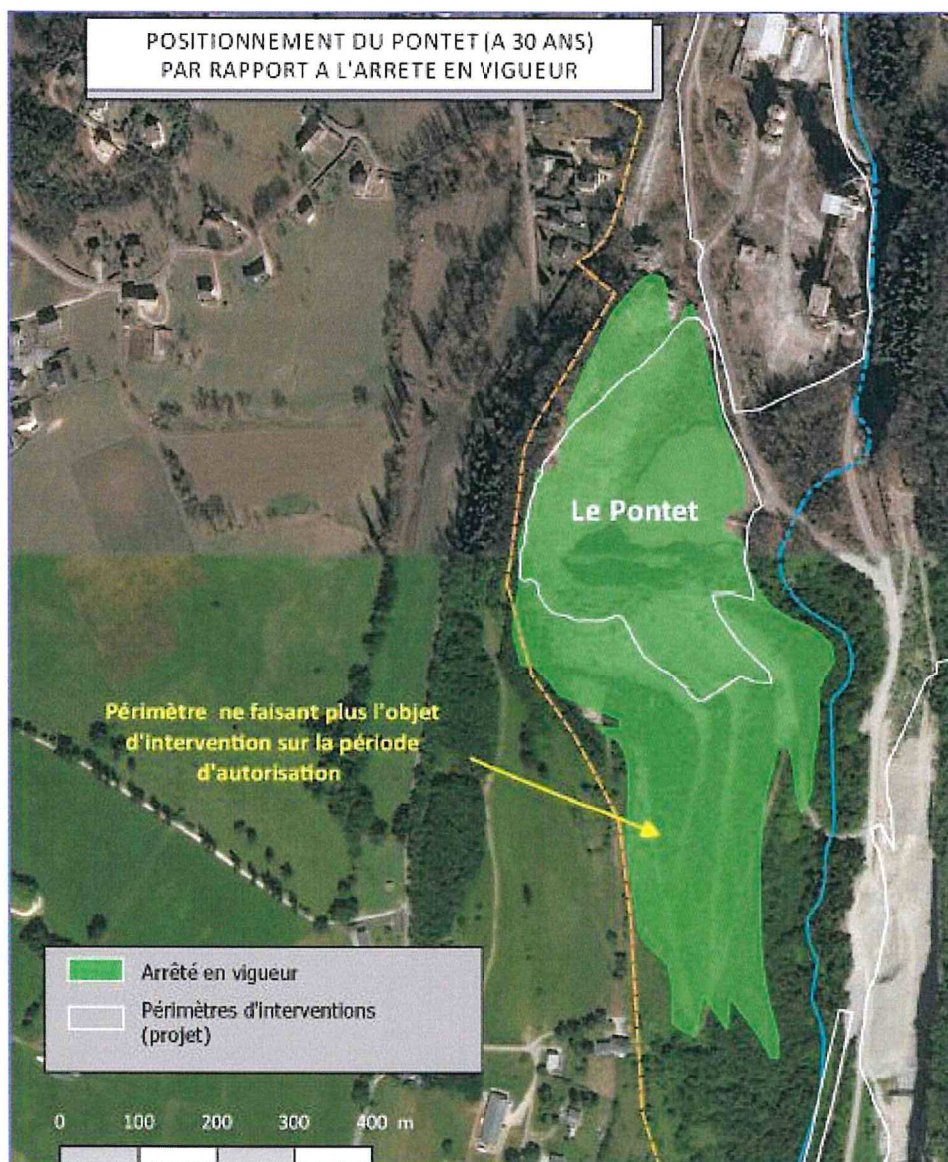 POSITIONNEMENT DU PONTET (A 30 ANS)
PAR RAPPORT A L'ARRETE EN VIGUEUR
Le Pontet
Périmètre ne faisant plus l'objet
d'intervention sur la période
d'autorisation
Arrêté en vigueur
Périmètres d'interventions
(projet)
0 100 200 300 400 m